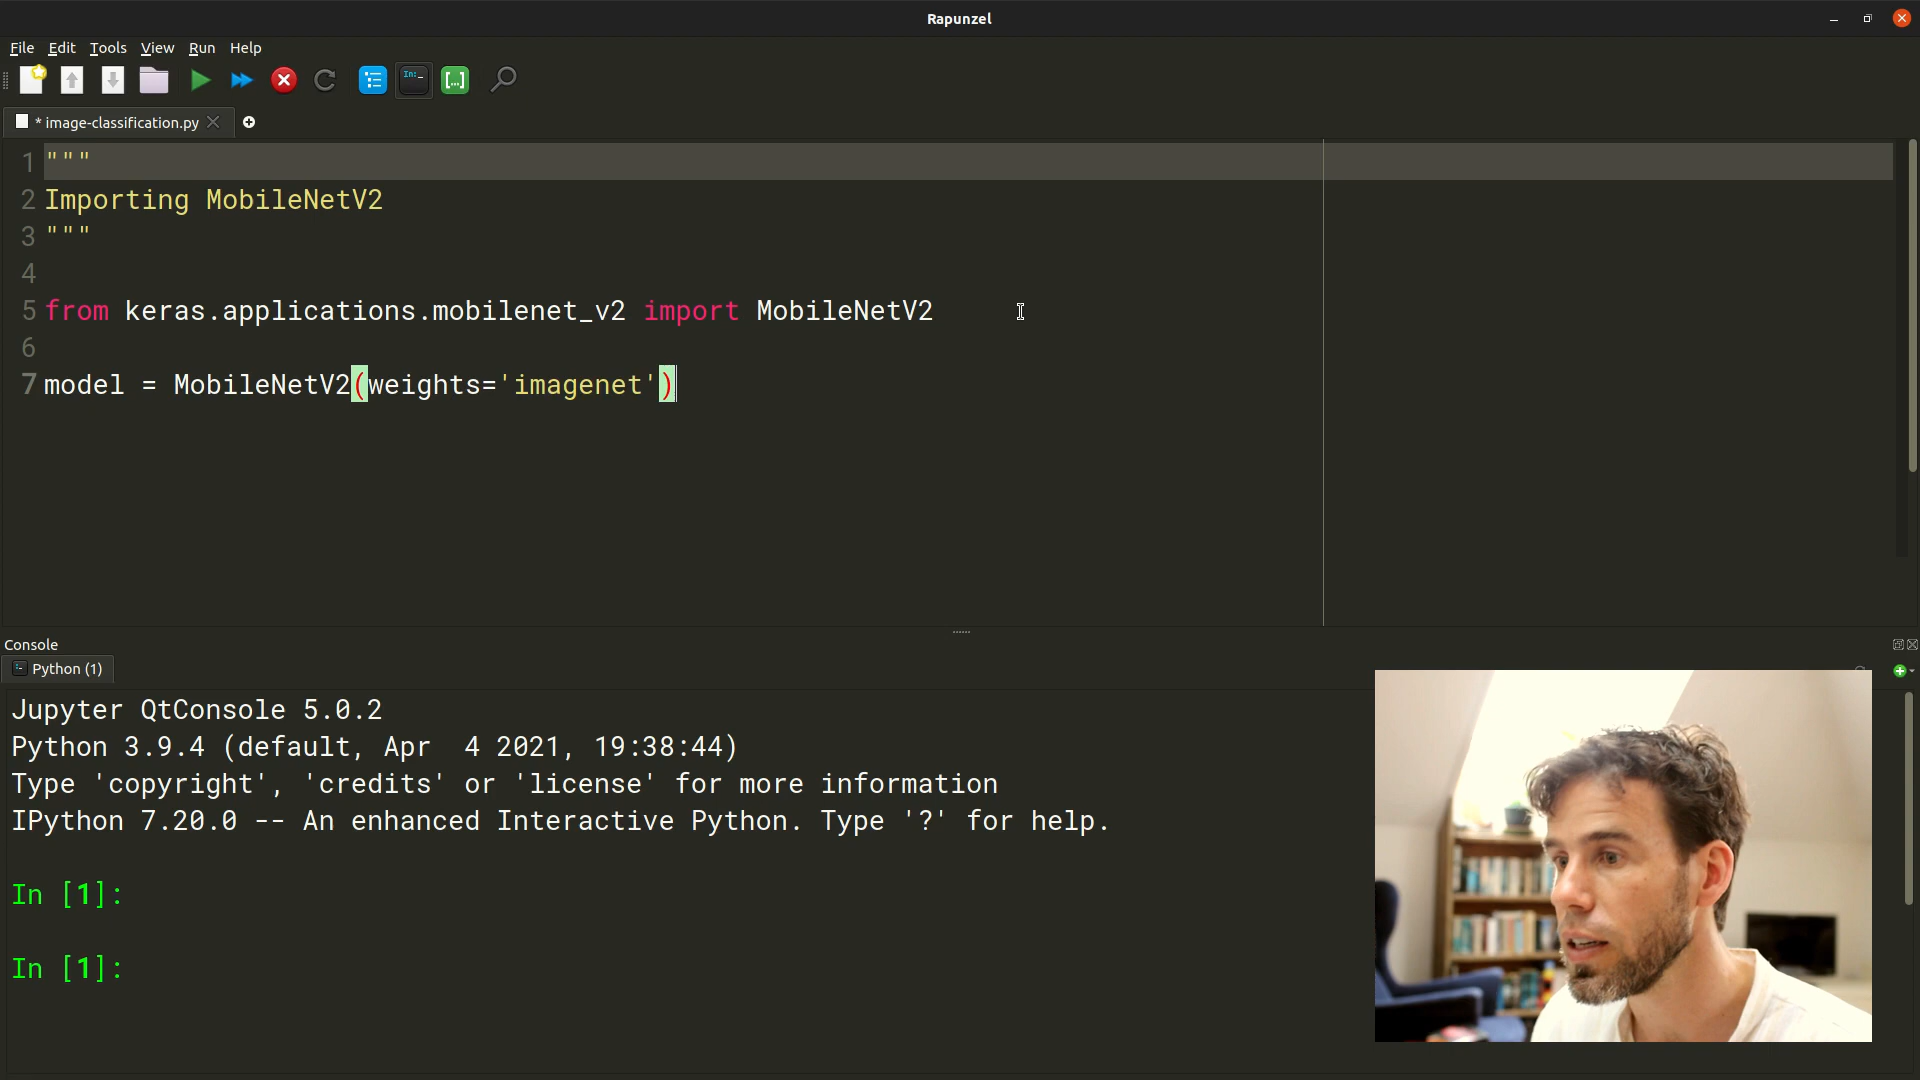 Rapunzel
File Edit Tools View Run Help
In:
[...]
* image-classification.py
1 """
2 Importing MobileNetV2
3 """
4
5 from keras.applications.mobilenet_v2 import MobileNetV2
6
7 model = MobileNetV2(weights='imagenet')
Console
Python (1)
Jupyter QtConsole 5.0.2
Python 3.9.4 (default, Apr  4 2021, 19:38:44)
Type 'copyright', 'credits' or 'license' for more information
IPython 7.20.0 -- An enhanced Interactive Python. Type '?' for help.
In [1]:
In [1]: